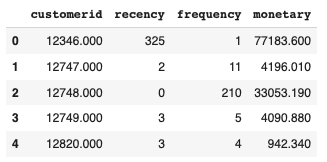 customerid recency frequency monetary
0 12346.000 325 1 77183.600
1 12747.000 2 11 4196.010
2 12748.000 0 210 33053.190
3 12749.000 3 5 4090.880
4 12820.000 3 4 942.340